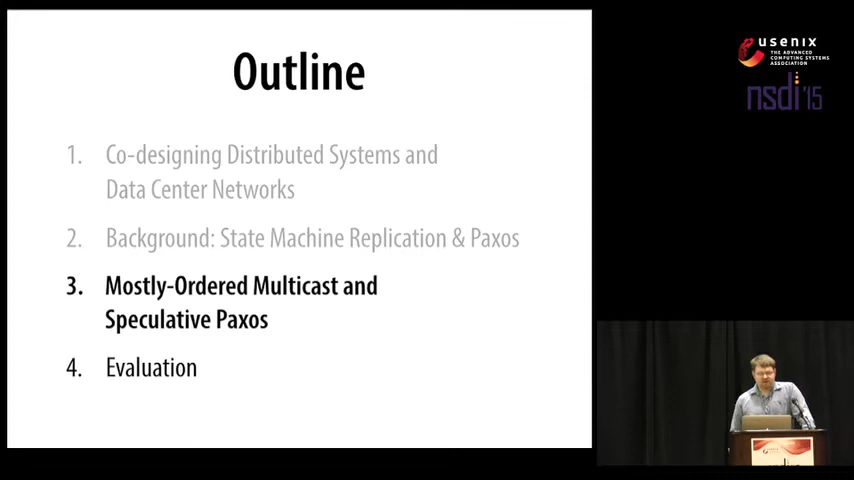 Outline
1. Co-designing Distributed Systems and
Data Center Networks
2. Background: State Machine Replication & Paxos
3. Mostly-Ordered Multicast and
Speculative Paxos
4. Evaluation
usenix
THE ADVANCED
COMPUTING SYSTEMS
ASSOCIATION
nsdi '15